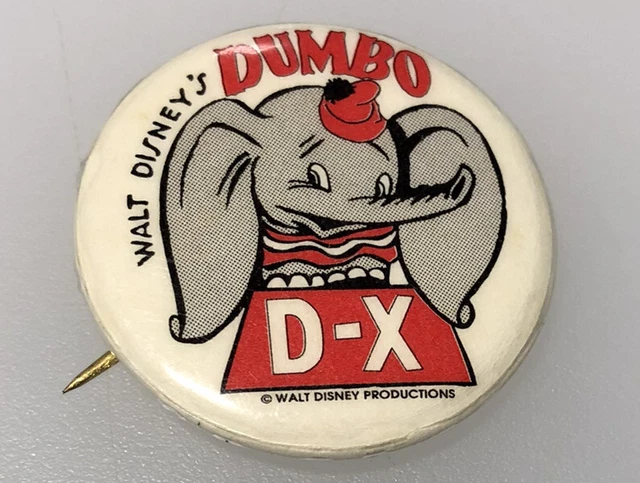 WALT DISNEY'S
DUMBO
D-X
© WALT DISNEY PRODUCTIONS